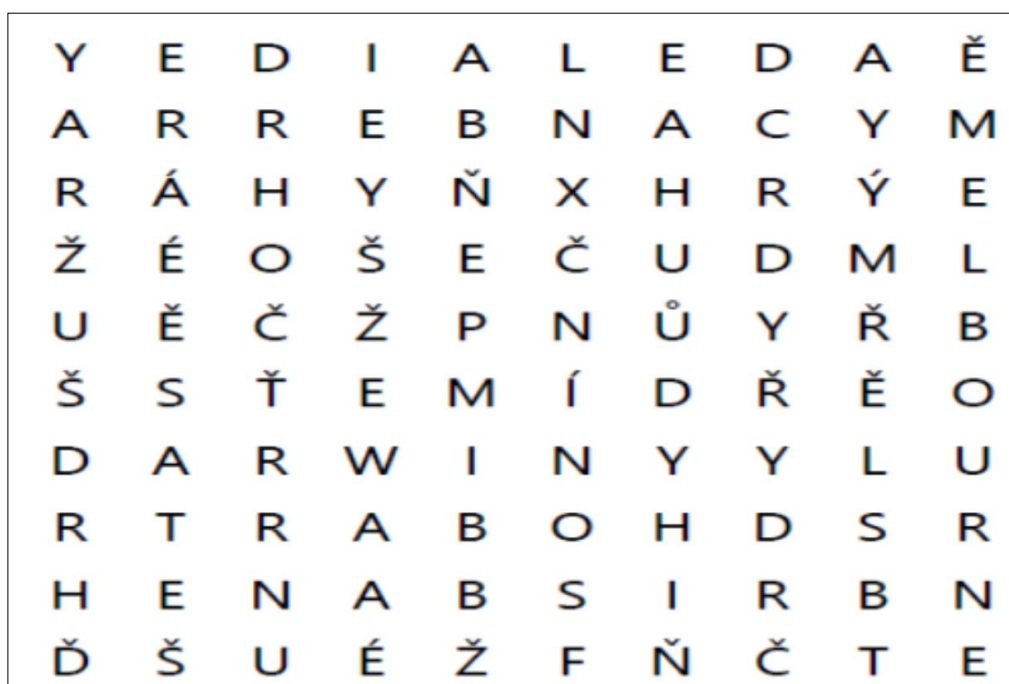 Y E D I A L E D A Ě
A R R E B N A C Y M
R Á H Y Ň X H R Ý E
Ž É O Š E Č U D M L
U Ě Č Ž P N Ů Y Ř B
Š S Ť E M Í D Ř Ě O
D A R W I N Y Y L U
R T R A B O H D S R
H E N A B S I R B N
Ď Š U É Ž F Ň Č T E